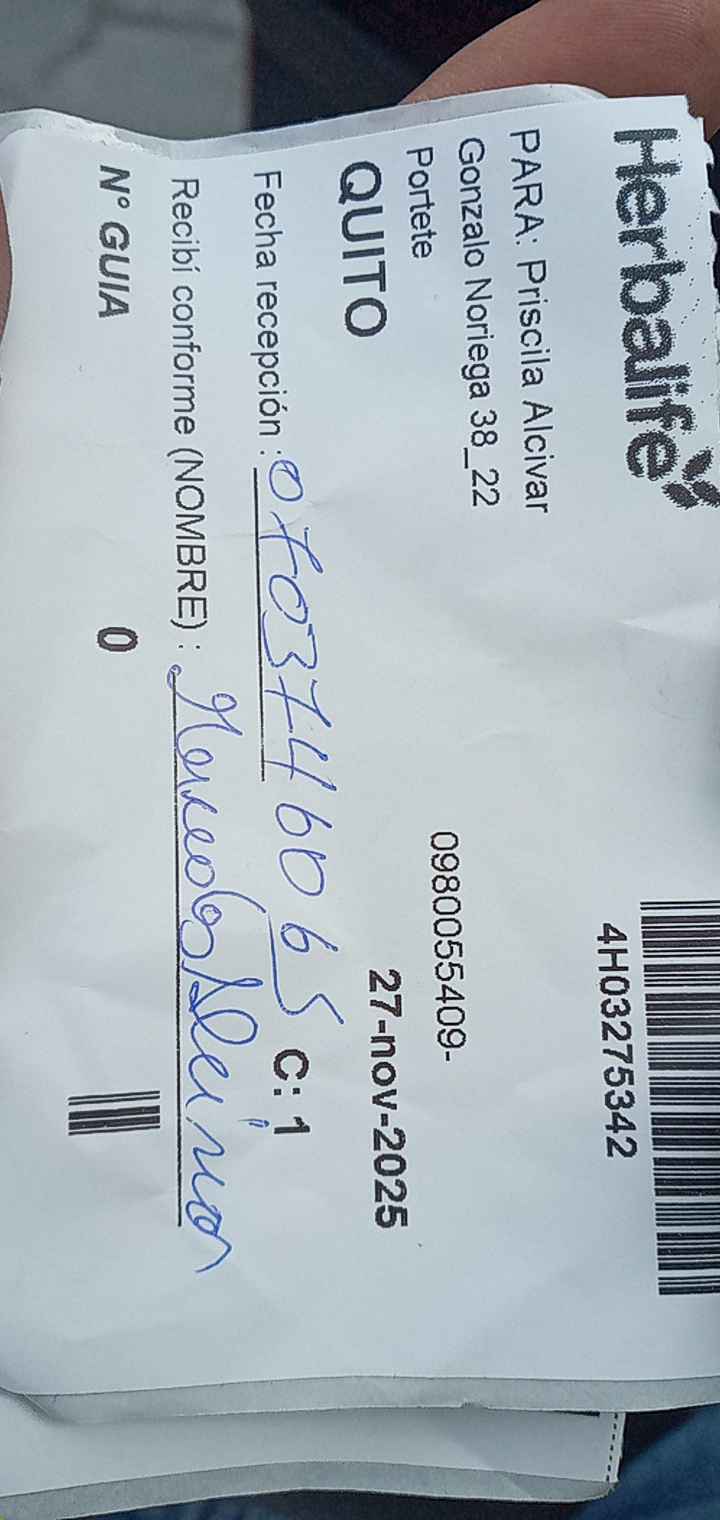 Herbalife
4H03275342
PARA: Priscila Alcivar
Gonzalo Noriega 38_22
Portete
0980055409-
QUITO 27-nov-2025
Fecha recepción : 0703746065 C: 1
Recibí conforme (NOMBRE) :
Nº GUIA 0